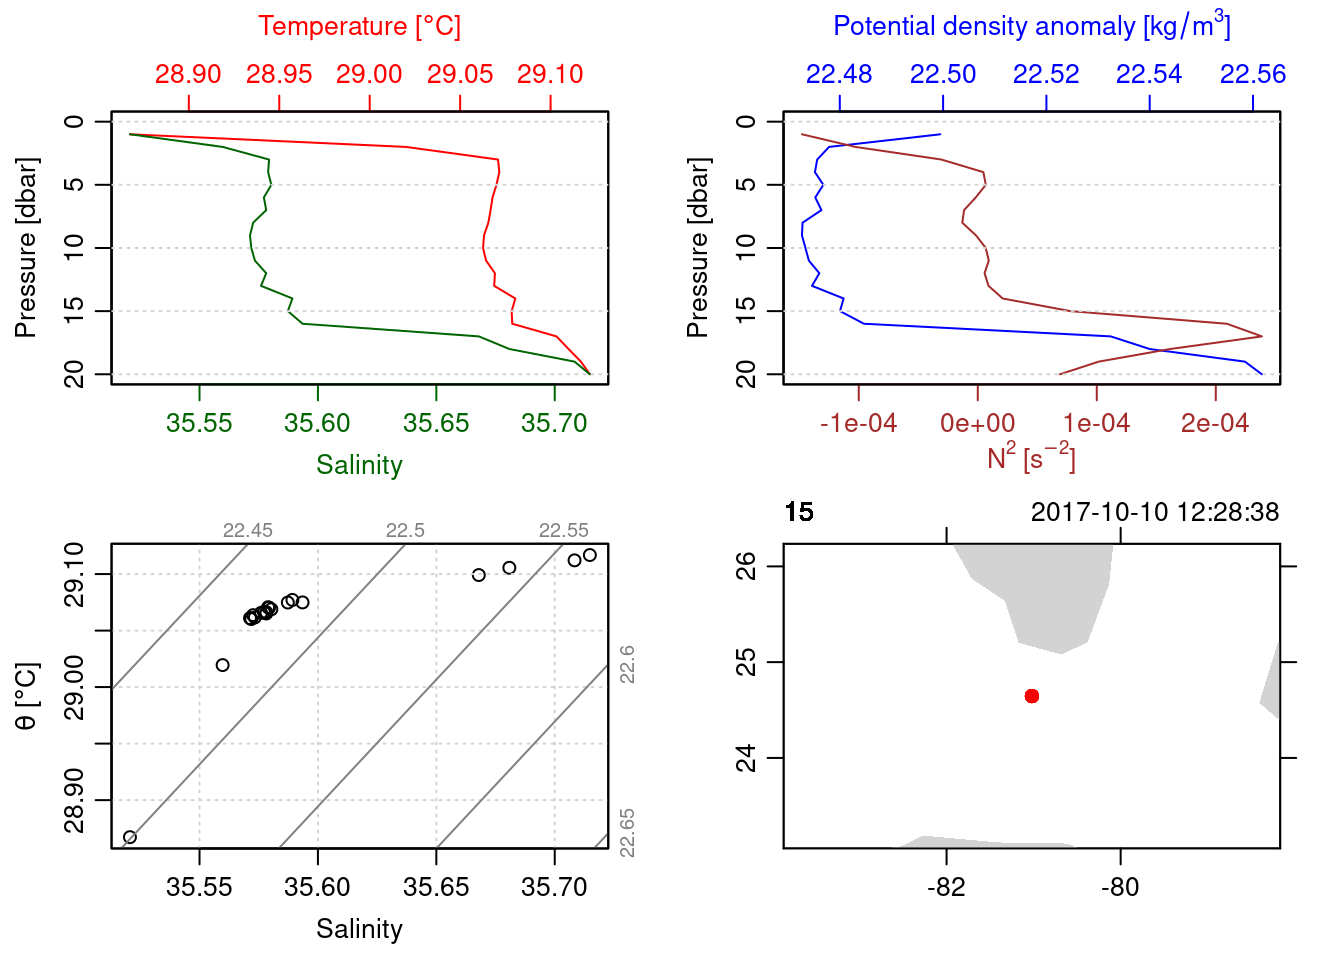 Temperature [°C]
28.90 28.95 29.00 29.05 29.10
0 5 10 15 20
Pressure [dbar]
35.55 35.60 35.65 35.70
Salinity
Potential density anomaly [kg/m³]
22.48 22.50 22.52 22.54 22.56
0 5 10 15 20
Pressure [dbar]
-1e-04 0e+00 1e-04 2e-04
N² [s⁻²]
22.45 22.5 22.55
22.6
22.65
28.90 29.00 29.10
θ [°C]
35.55 35.60 35.65 35.70
Salinity
15 2017-10-10 12:28:38
26
25
24
-82 -80